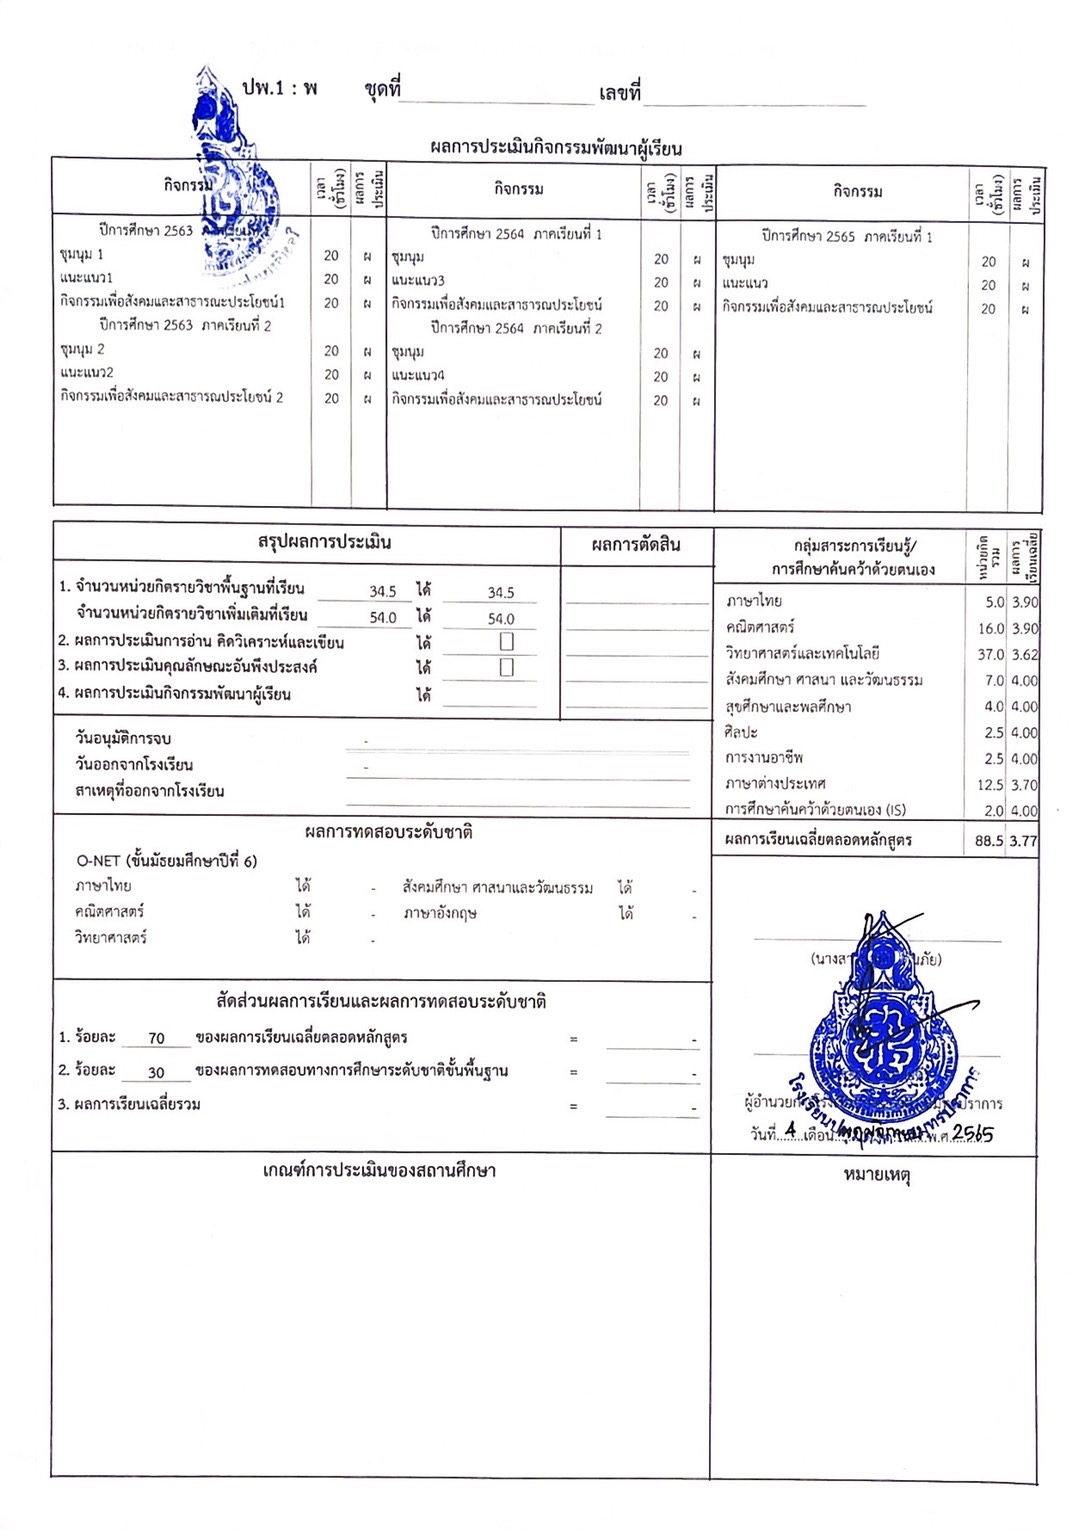 ปพ.1 : พ ชุดที่ เลขที่
ผลการประเมินกิจกรรมพัฒนาผู้เรียน
กิจกรรม เวลา (ชั่วโมง) ผลการประเมิน กิจกรรม เวลา (ชั่วโมง) ผลการประเมิน กิจกรรม เวลา (ชั่วโมง) ผลการประเมิน
ปีการศึกษา 2563 ปีการศึกษา 2564 ภาคเรียนที่ 1 ปีการศึกษา 2565 ภาคเรียนที่ 1
ชุมนุม 1 20 ผ ชุมนุม 20 ผ ชุมนุม 20 ผ
แนะแนว1 20 ผ แนะแนว3 20 ผ แนะแนว 20 ผ
กิจกรรมเพื่อสังคมและสาธารณะประโยชน์1 20 ผ กิจกรรมเพื่อสังคมและสาธารณประโยชน์ 20 ผ กิจกรรมเพื่อสังคมและสาธารณประโยชน์ 20 ผ
ปีการศึกษา 2563 ภาคเรียนที่ 2 ปีการศึกษา 2564 ภาคเรียนที่ 2
ชุมนุม 2 20 ผ ชุมนุม 20 ผ
แนะแนว2 20 ผ แนะแนว4 20 ผ
กิจกรรมเพื่อสังคมและสาธารณประโยชน์ 2 20 ผ กิจกรรมเพื่อสังคมและสาธารณประโยชน์ 20 ผ
สรุปผลการประเมิน ผลการตัดสิน
1. จำนวนหน่วยกิตรายวิชาพื้นฐานที่เรียน 34.5 ได้ 34.5
จำนวนหน่วยกิตรายวิชาเพิ่มเติมที่เรียน 54.0 ได้ 54.0
2. ผลการประเมินการอ่าน คิดวิเคราะห์และเขียน ได้
3. ผลการประเมินคุณลักษณะอันพึงประสงค์ ได้
4. ผลการประเมินกิจกรรมพัฒนาผู้เรียน ได้
วันอนุมัติการจบ -
วันออกจากโรงเรียน -
สาเหตุที่ออกจากโรงเรียน
กลุ่มสาระการเรียนรู้/ การศึกษาค้นคว้าด้วยตนเอง หน่วยกิตรวม ผลการเรียนเฉลี่ย
ภาษาไทย 5.0 3.90
คณิตศาสตร์ 16.0 3.90
วิทยาศาสตร์และเทคโนโลยี 37.0 3.62
สังคมศึกษา ศาสนา และวัฒนธรรม 7.0 4.00
สุขศึกษาและพลศึกษา 4.0 4.00
ศิลปะ 2.5 4.00
การงานอาชีพ 2.5 4.00
ภาษาต่างประเทศ 12.5 3.70
การศึกษาค้นคว้าด้วยตนเอง (IS) 2.0 4.00
ผลการเรียนเฉลี่ยตลอดหลักสูตร 88.5 3.77
ผลการทดสอบระดับชาติ
O-NET (ชั้นมัธยมศึกษาปีที่ 6)
ภาษาไทย ได้ - สังคมศึกษา ศาสนาและวัฒนธรรม ได้ -
คณิตศาสตร์ ได้ - ภาษาอังกฤษ ได้ -
วิทยาศาสตร์ ได้ -
สัดส่วนผลการเรียนและผลการทดสอบระดับชาติ
1. ร้อยละ 70 ของผลการเรียนเฉลี่ยตลอดหลักสูตร = -
2. ร้อยละ 30 ของผลการทดสอบทางการศึกษาระดับชาติขั้นพื้นฐาน = -
3. ผลการเรียนเฉลี่ยรวม = -
วันที่ 4 เดือน พ.ศ. 2565
เกณฑ์การประเมินของสถานศึกษา
หมายเหตุ